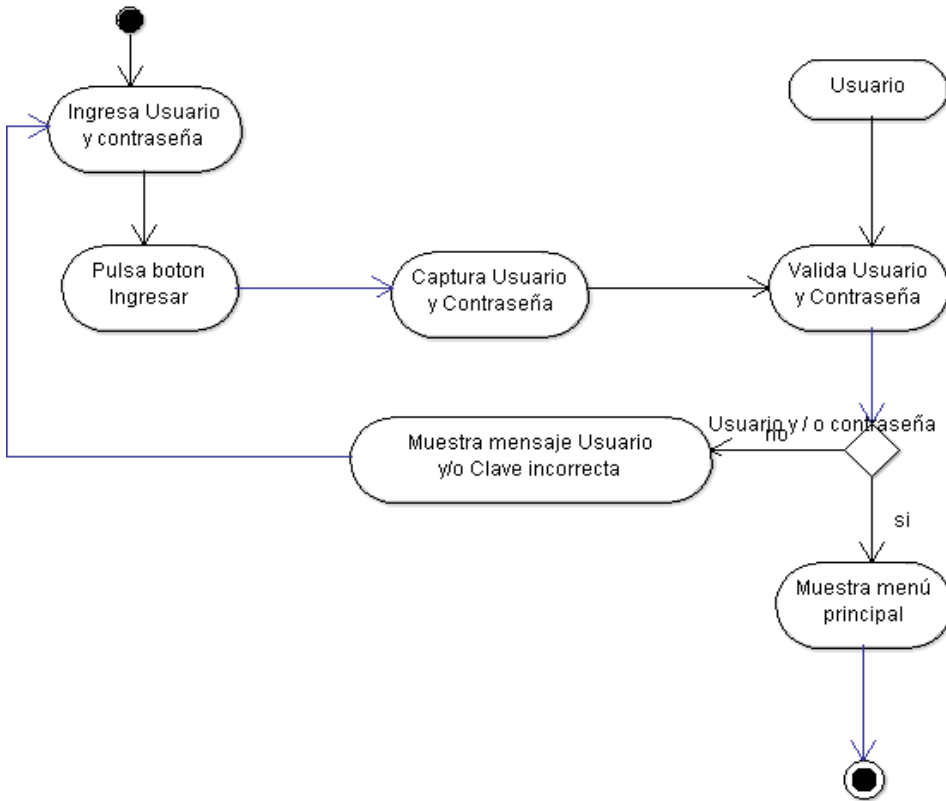 Ingresa Usuario
y contraseña
Usuario
Pulsa boton
Ingresar
Captura Usuario
y Contraseña
Valida Usuario
y Contraseña
Usuario y / o contraseña
no
Muestra mensaje Usuario
y/o Clave incorrecta
si
Muestra menú
principal